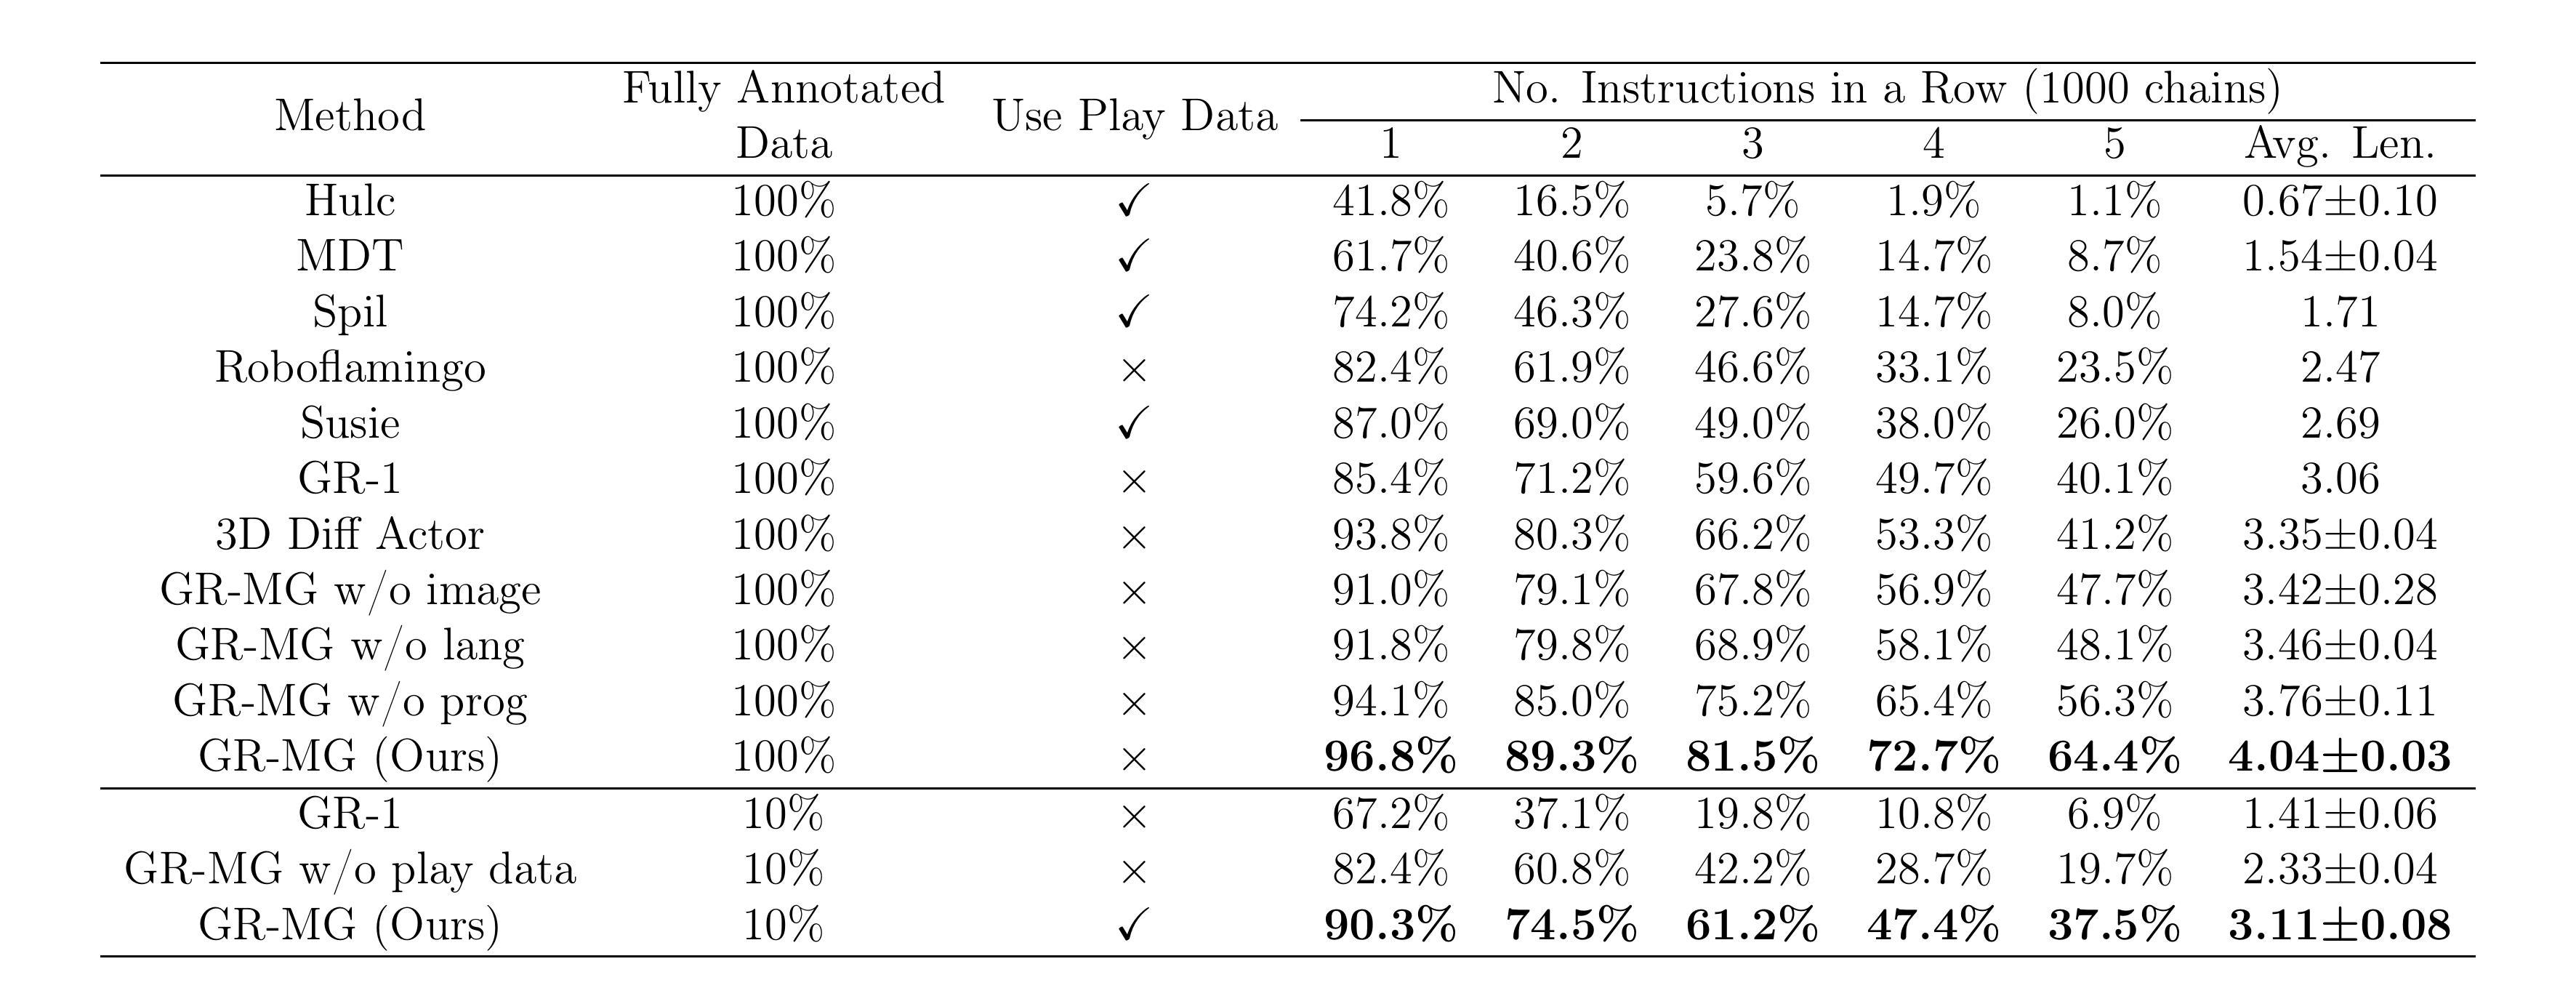 Method Fully Annotated Data Use Play Data No. Instructions in a Row (1000 chains)
1 2 3 4 5 Avg. Len.
Hulc 100% ✓ 41.8% 16.5% 5.7% 1.9% 1.1% 0.67±0.10
MDT 100% ✓ 61.7% 40.6% 23.8% 14.7% 8.7% 1.54±0.04
Spil 100% ✓ 74.2% 46.3% 27.6% 14.7% 8.0% 1.71
Roboflamingo 100% × 82.4% 61.9% 46.6% 33.1% 23.5% 2.47
Susie 100% ✓ 87.0% 69.0% 49.0% 38.0% 26.0% 2.69
GR-1 100% × 85.4% 71.2% 59.6% 49.7% 40.1% 3.06
3D Diff Actor 100% × 93.8% 80.3% 66.2% 53.3% 41.2% 3.35±0.04
GR-MG w/o image 100% × 91.0% 79.1% 67.8% 56.9% 47.7% 3.42±0.28
GR-MG w/o lang 100% × 91.8% 79.8% 68.9% 58.1% 48.1% 3.46±0.04
GR-MG w/o prog 100% × 94.1% 85.0% 75.2% 65.4% 56.3% 3.76±0.11
GR-MG (Ours) 100% × 96.8% 89.3% 81.5% 72.7% 64.4% 4.04±0.03
GR-1 10% × 67.2% 37.1% 19.8% 10.8% 6.9% 1.41±0.06
GR-MG w/o play data 10% × 82.4% 60.8% 42.2% 28.7% 19.7% 2.33±0.04
GR-MG (Ours) 10% ✓ 90.3% 74.5% 61.2% 47.4% 37.5% 3.11±0.08